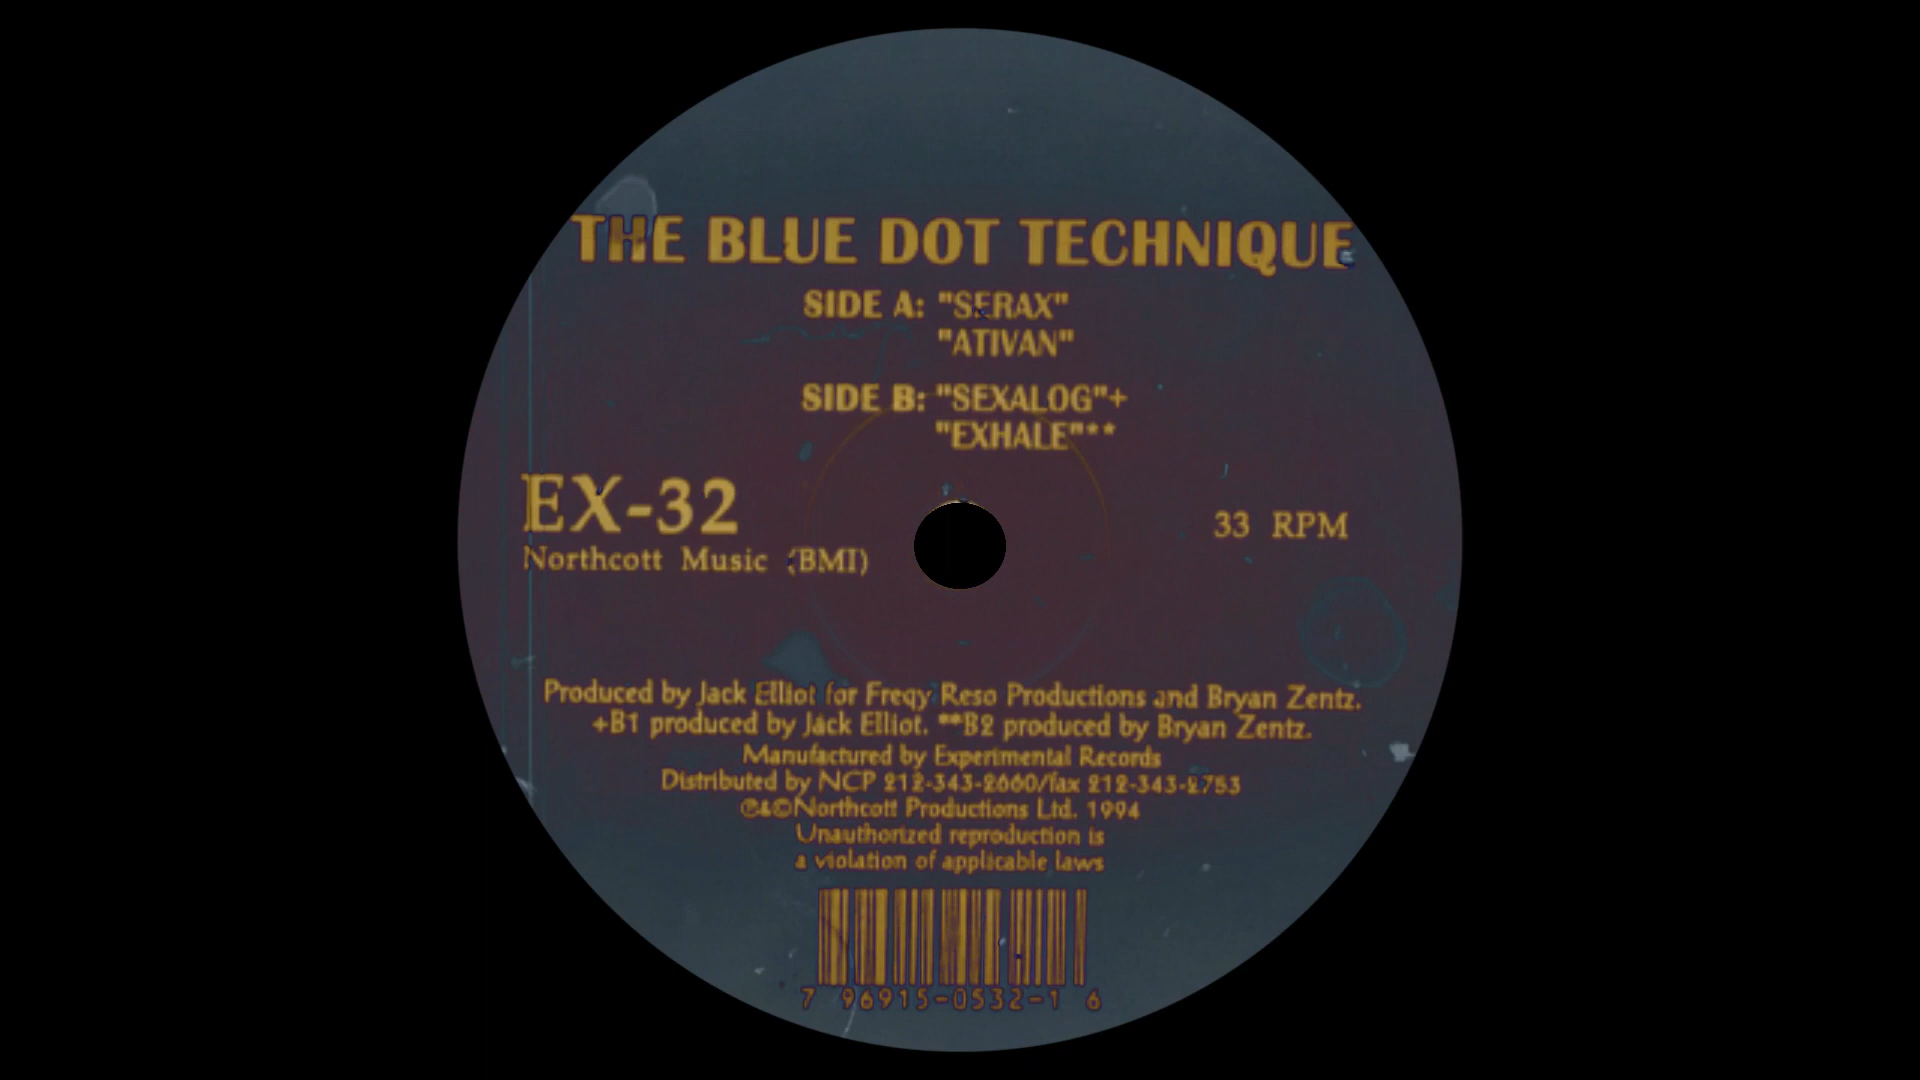 THE BLUE DOT TECHNIQUE
SIDE A: "SERAX"
"ATIVAN"
SIDE B: "SEXALOG"+
"EXHALE"**
EX-32
33 RPM
Northcott Music (BMI)
Produced by Jack Elliot for Freqy Reso Productions and Bryan Zentz.
+B1 produced by Jack Elliot. **B2 produced by Bryan Zentz.
Manufactured by Experimental Records
Distributed by NCP 212-343-2660/fax 212-343-2753
℗&©Northcott Productions Ltd. 1994
Unauthorized reproduction is
a violation of applicable laws
7 96915-0532-1 6